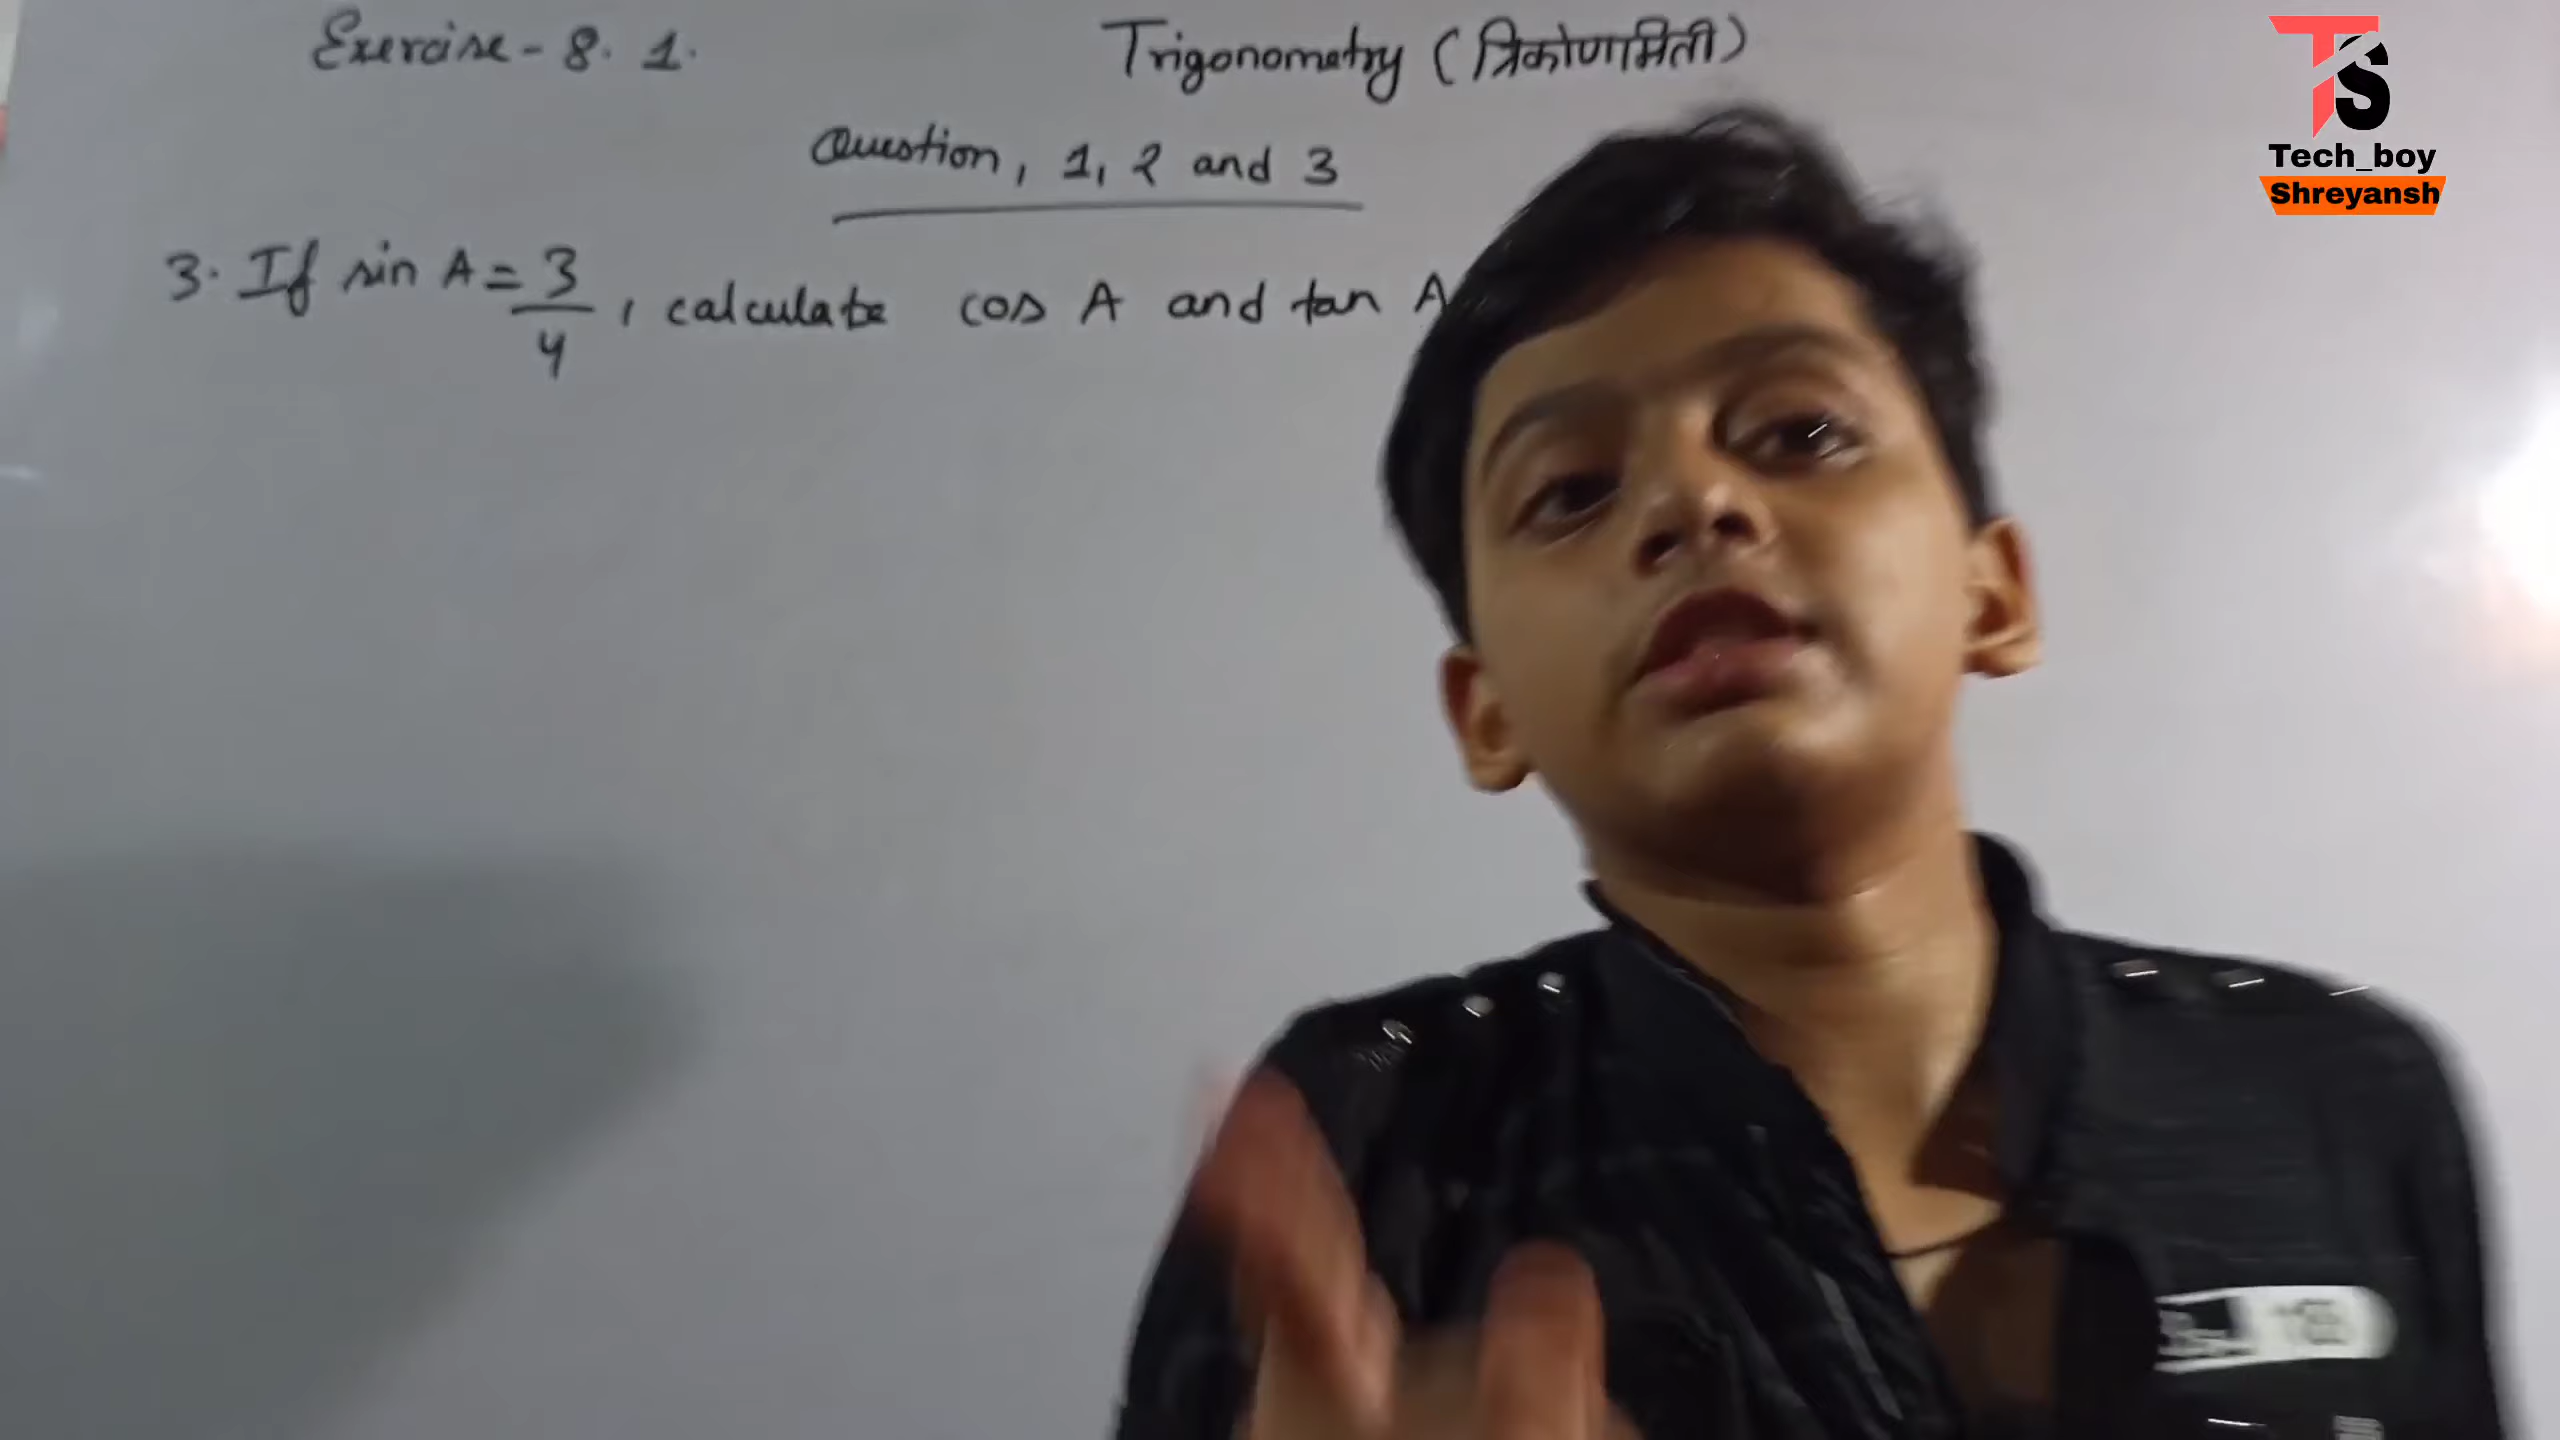 Exercise - 8. 1.
Trigonometry (त्रिकोणामिती)
Question, 1, 2 and 3
3. If sin A = 3/4, calculate cos A and tan A
TS
Tech_boy
Shreyansh